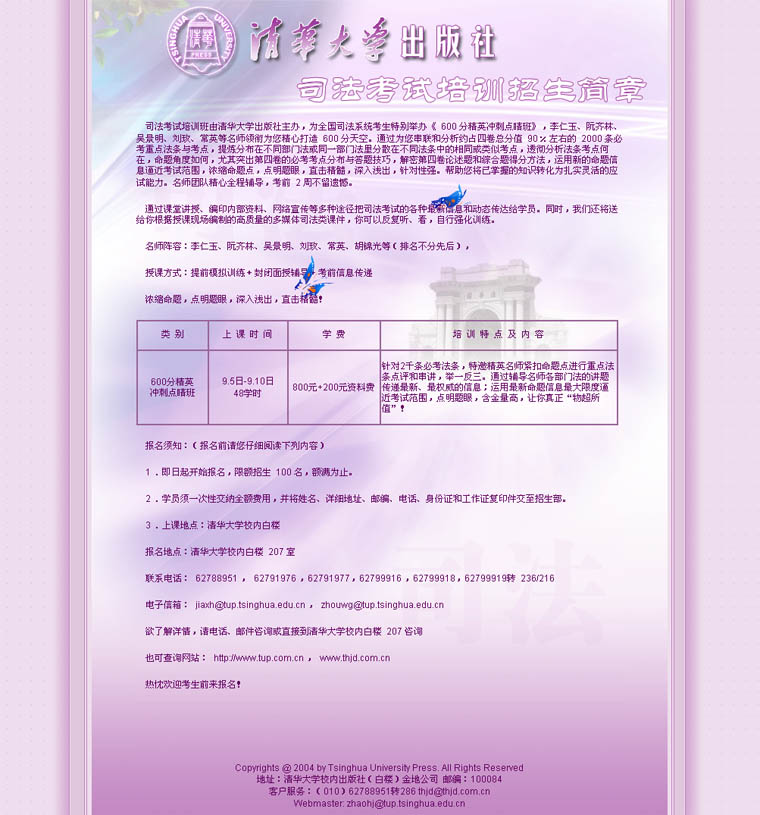 TSINGHUA UNIVERSITY
清华
PRESS
清華大学出版社
司法考试培训招生简章
司法考试培训班由清华大学出版社主办，为全国司法系统考生特别举办《 600分精英冲刺点睛班》，李仁玉、阮齐林、
吴景明、刘玫、常英等名师倾衔为您精心打造 600分天空。通过为您串联和分析约占四卷总分值 90％左右的 2000条必
考重点法条与考点，提炼分布在不同部门法或同一部门法里分散在不同法条中的相同或类似考点，透彻分析法条考点何
在，命题角度如何，尤其突出第四卷的必考考点分布与答题技巧，解密第四卷论述题和综合题得分方法，运用新的命题信
息逼近考试范围，浓缩命题点，点明题眼，直击精髓，深入浅出，针对性强。帮助您将已掌握的知识转化为扎实灵活的应
试能力。名师团队精心全程辅导，考前 2周不留遗憾。
通过课堂讲授、编印内部资料、网络宣传等多种途径把司法考试的各种最新信息和动态传达给学员。同时，我们还将送
给你根据授课现场编制的高质量的多媒体司法类课件，你可以反复听、看，自行强化训练。
名师阵容：李仁玉、阮齐林、吴景明、刘玫、常英、胡锦光等（排名不分先后），
授课方式：提前模拟训练+封闭面授辅导+考前信息传递
浓缩命题，点明题眼，深入浅出，直击精髓！
类 别 上 课 时 间 学 费 培 训 特 点 及 内 容
600分精英
冲刺点睛班
9.5日-9.10日
48学时
800元+200元资料费
针对2千条必考法条，特邀精英名师紧扣命题点进行重点法
条点评和串讲，举一反三。通过辅导名师各部门法的讲题
传递最新、最权威的信息；运用最新命题信息最大限度逼
近考试范围，点明题眼，含金量高，让你真正“物超所
值”！
报名须知：（报名前请您仔细阅读下列内容）
1．即日起开始报名，限额招生 100名，额满为止。
2．学员须一次性交纳全额费用，并将姓名、详细地址、邮编、电话、身份证和工作证复印件交至招生部。
3．上课地点：清华大学校内白楼
报名地点：清华大学校内白楼 207室
联系电话： 62788951， 62791976，62791977，62799916，62799918，62799919转 236/216
电子信箱： jiaxh@tup.tsinghua.edu.cn， zhouwg@tup.tsinghua.edu.cn
欲了解详情，请电话、邮件咨询或直接到清华大学校内白楼 207咨询
也可查询网站： http://www.tup.com.cn， www.thjd.com.cn
热忱欢迎考生前来报名！
司法
Copyrights @ 2004 by Tsinghua University Press. All Rights Reserved
地址：清华大学校内出版社（白楼）金地公司 邮编：100084
客户服务：（010）62788951转286 thjd@thjd.com.cn
Webmaster: zhaohj@tup.tsinghua.edu.cn